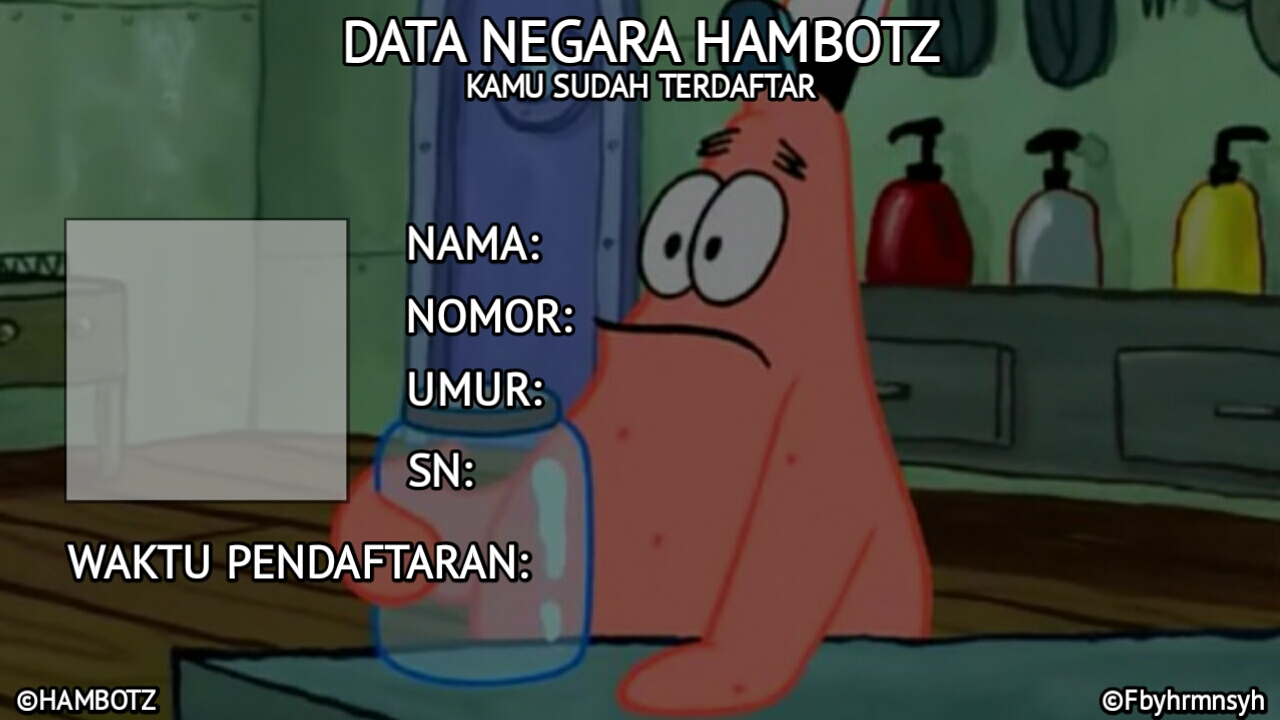 DATA NEGARA HAMBOTZ
KAMU SUDAH TERDAFTAR
NAMA:
NOMOR:
UMUR:
SN:
WAKTU PENDAFTARAN:
©HAMBOTZ
©Fbyhrmnsyh